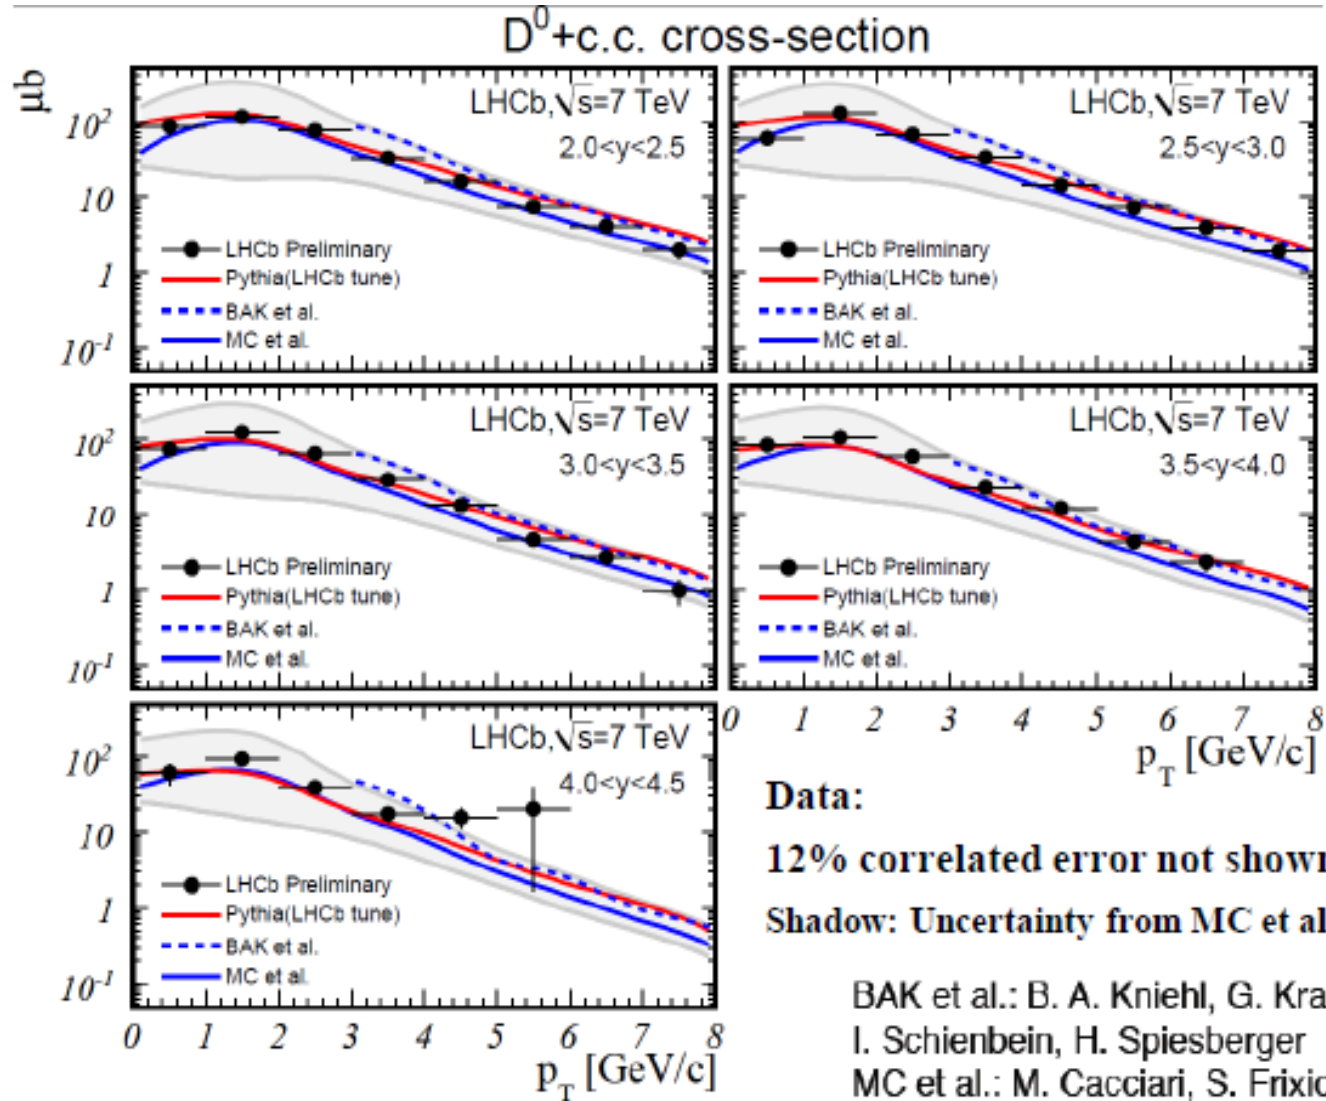 D⁰+c.c. cross-section
μb
LHCb,√s=7 TeV
2.0<y<2.5
10²
10
1
10⁻¹
LHCb Preliminary
Pythia(LHCb tune)
BAK et al.
MC et al.
LHCb,√s=7 TeV
2.5<y<3.0
LHCb Preliminary
Pythia(LHCb tune)
BAK et al.
MC et al.
LHCb,√s=7 TeV
3.0<y<3.5
10²
10
1
10⁻¹
LHCb Preliminary
Pythia(LHCb tune)
BAK et al.
MC et al.
LHCb,√s=7 TeV
3.5<y<4.0
LHCb Preliminary
Pythia(LHCb tune)
BAK et al.
MC et al.
0 1 2 3 4 5 6 7 8
p_T [GeV/c]
LHCb,√s=7 TeV
4.0<y<4.5
10²
10
1
10⁻¹
LHCb Preliminary
Pythia(LHCb tune)
BAK et al.
MC et al.
0 1 2 3 4 5 6 7 8
p_T [GeV/c]
Data:
12% correlated error not shown
Shadow: Uncertainty from MC et al
BAK et al.: B. A. Kniehl, G. Kra
I. Schienbein, H. Spiesberger
MC et al.: M. Cacciari, S. Frixio